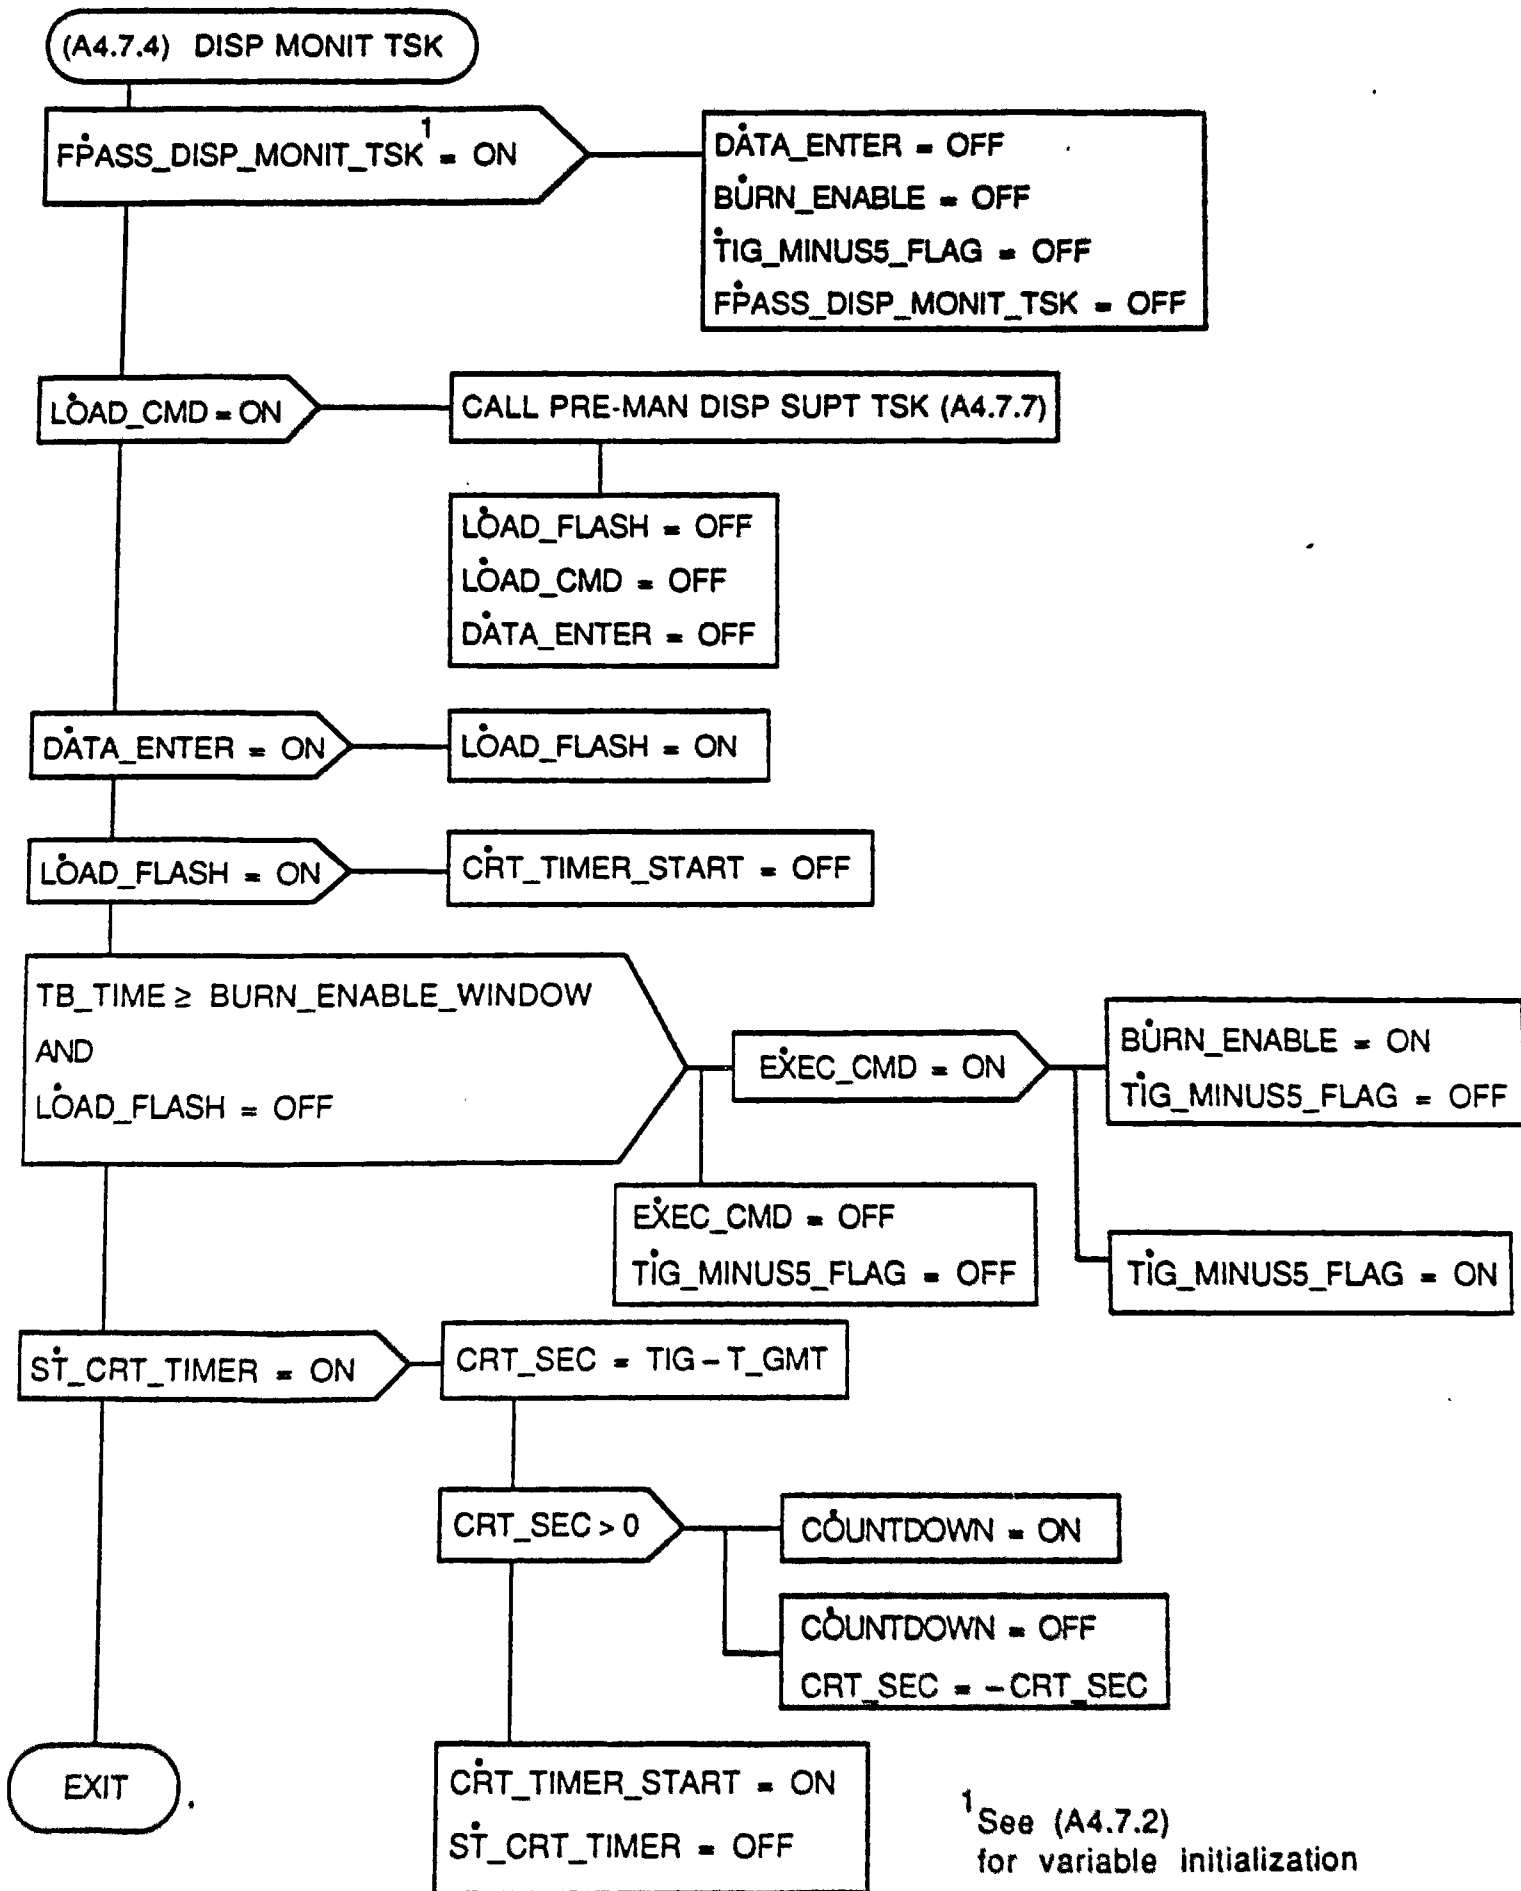 (A4.7.4) DISP MONIT TSK
FPASS_DISP_MONIT_TSK¹ = ON
DATA_ENTER = OFF
BURN_ENABLE = OFF
TIG_MINUS5_FLAG = OFF
FPASS_DISP_MONIT_TSK = OFF
LOAD_CMD = ON
CALL PRE-MAN DISP SUPT TSK (A4.7.7)
LOAD_FLASH = OFF
LOAD_CMD = OFF
DATA_ENTER = OFF
DATA_ENTER = ON
LOAD_FLASH = ON
LOAD_FLASH = ON
CRT_TIMER_START = OFF
TB_TIME ≥ BURN_ENABLE_WINDOW
AND
LOAD_FLASH = OFF
EXEC_CMD = ON
BURN_ENABLE = ON
TIG_MINUS5_FLAG = OFF
TIG_MINUS5_FLAG = ON
EXEC_CMD = OFF
TIG_MINUS5_FLAG = OFF
ST_CRT_TIMER = ON
CRT_SEC = TIG – T_GMT
CRT_SEC > 0
COUNTDOWN = ON
COUNTDOWN = OFF
CRT_SEC = – CRT_SEC
CRT_TIMER_START = ON
ST_CRT_TIMER = OFF
EXIT
¹See (A4.7.2)
for variable initialization